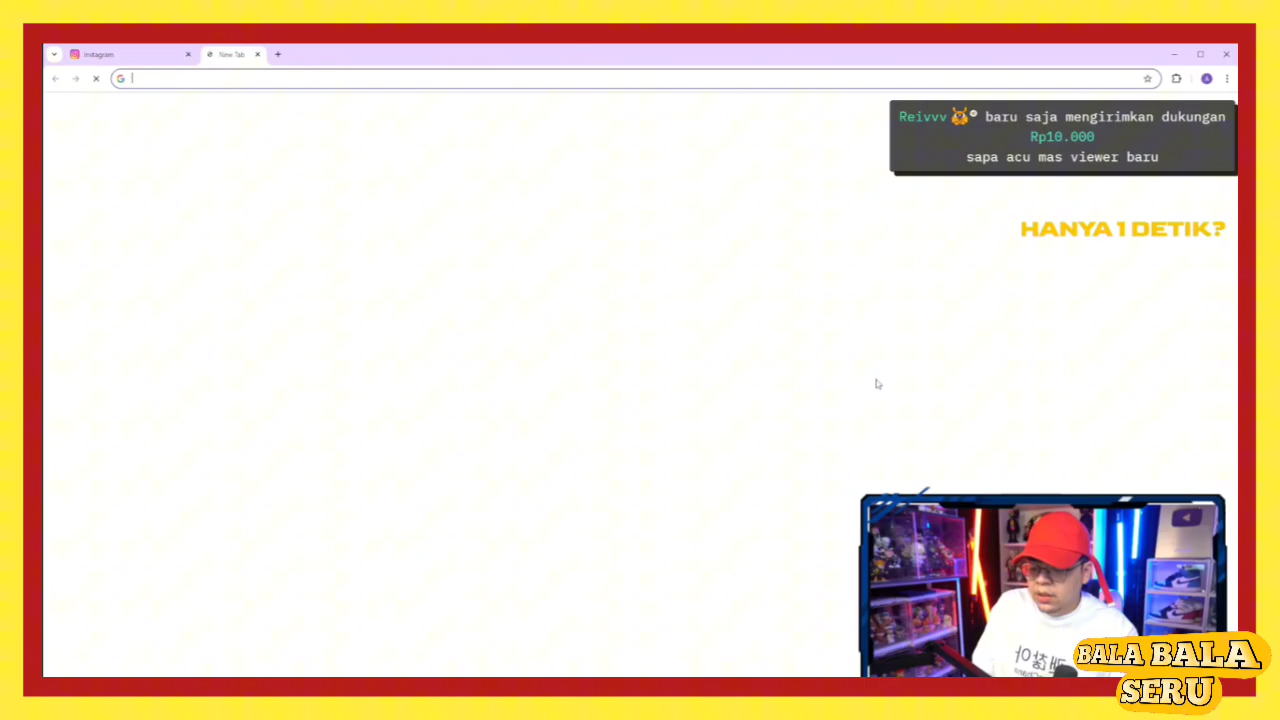 Instagram
New Tab
Reivvv baru saja mengirimkan dukungan
Rp10.000
sapa acu mas viewer baru
HANYA 1 DETIK?
BALA BALA
SERU